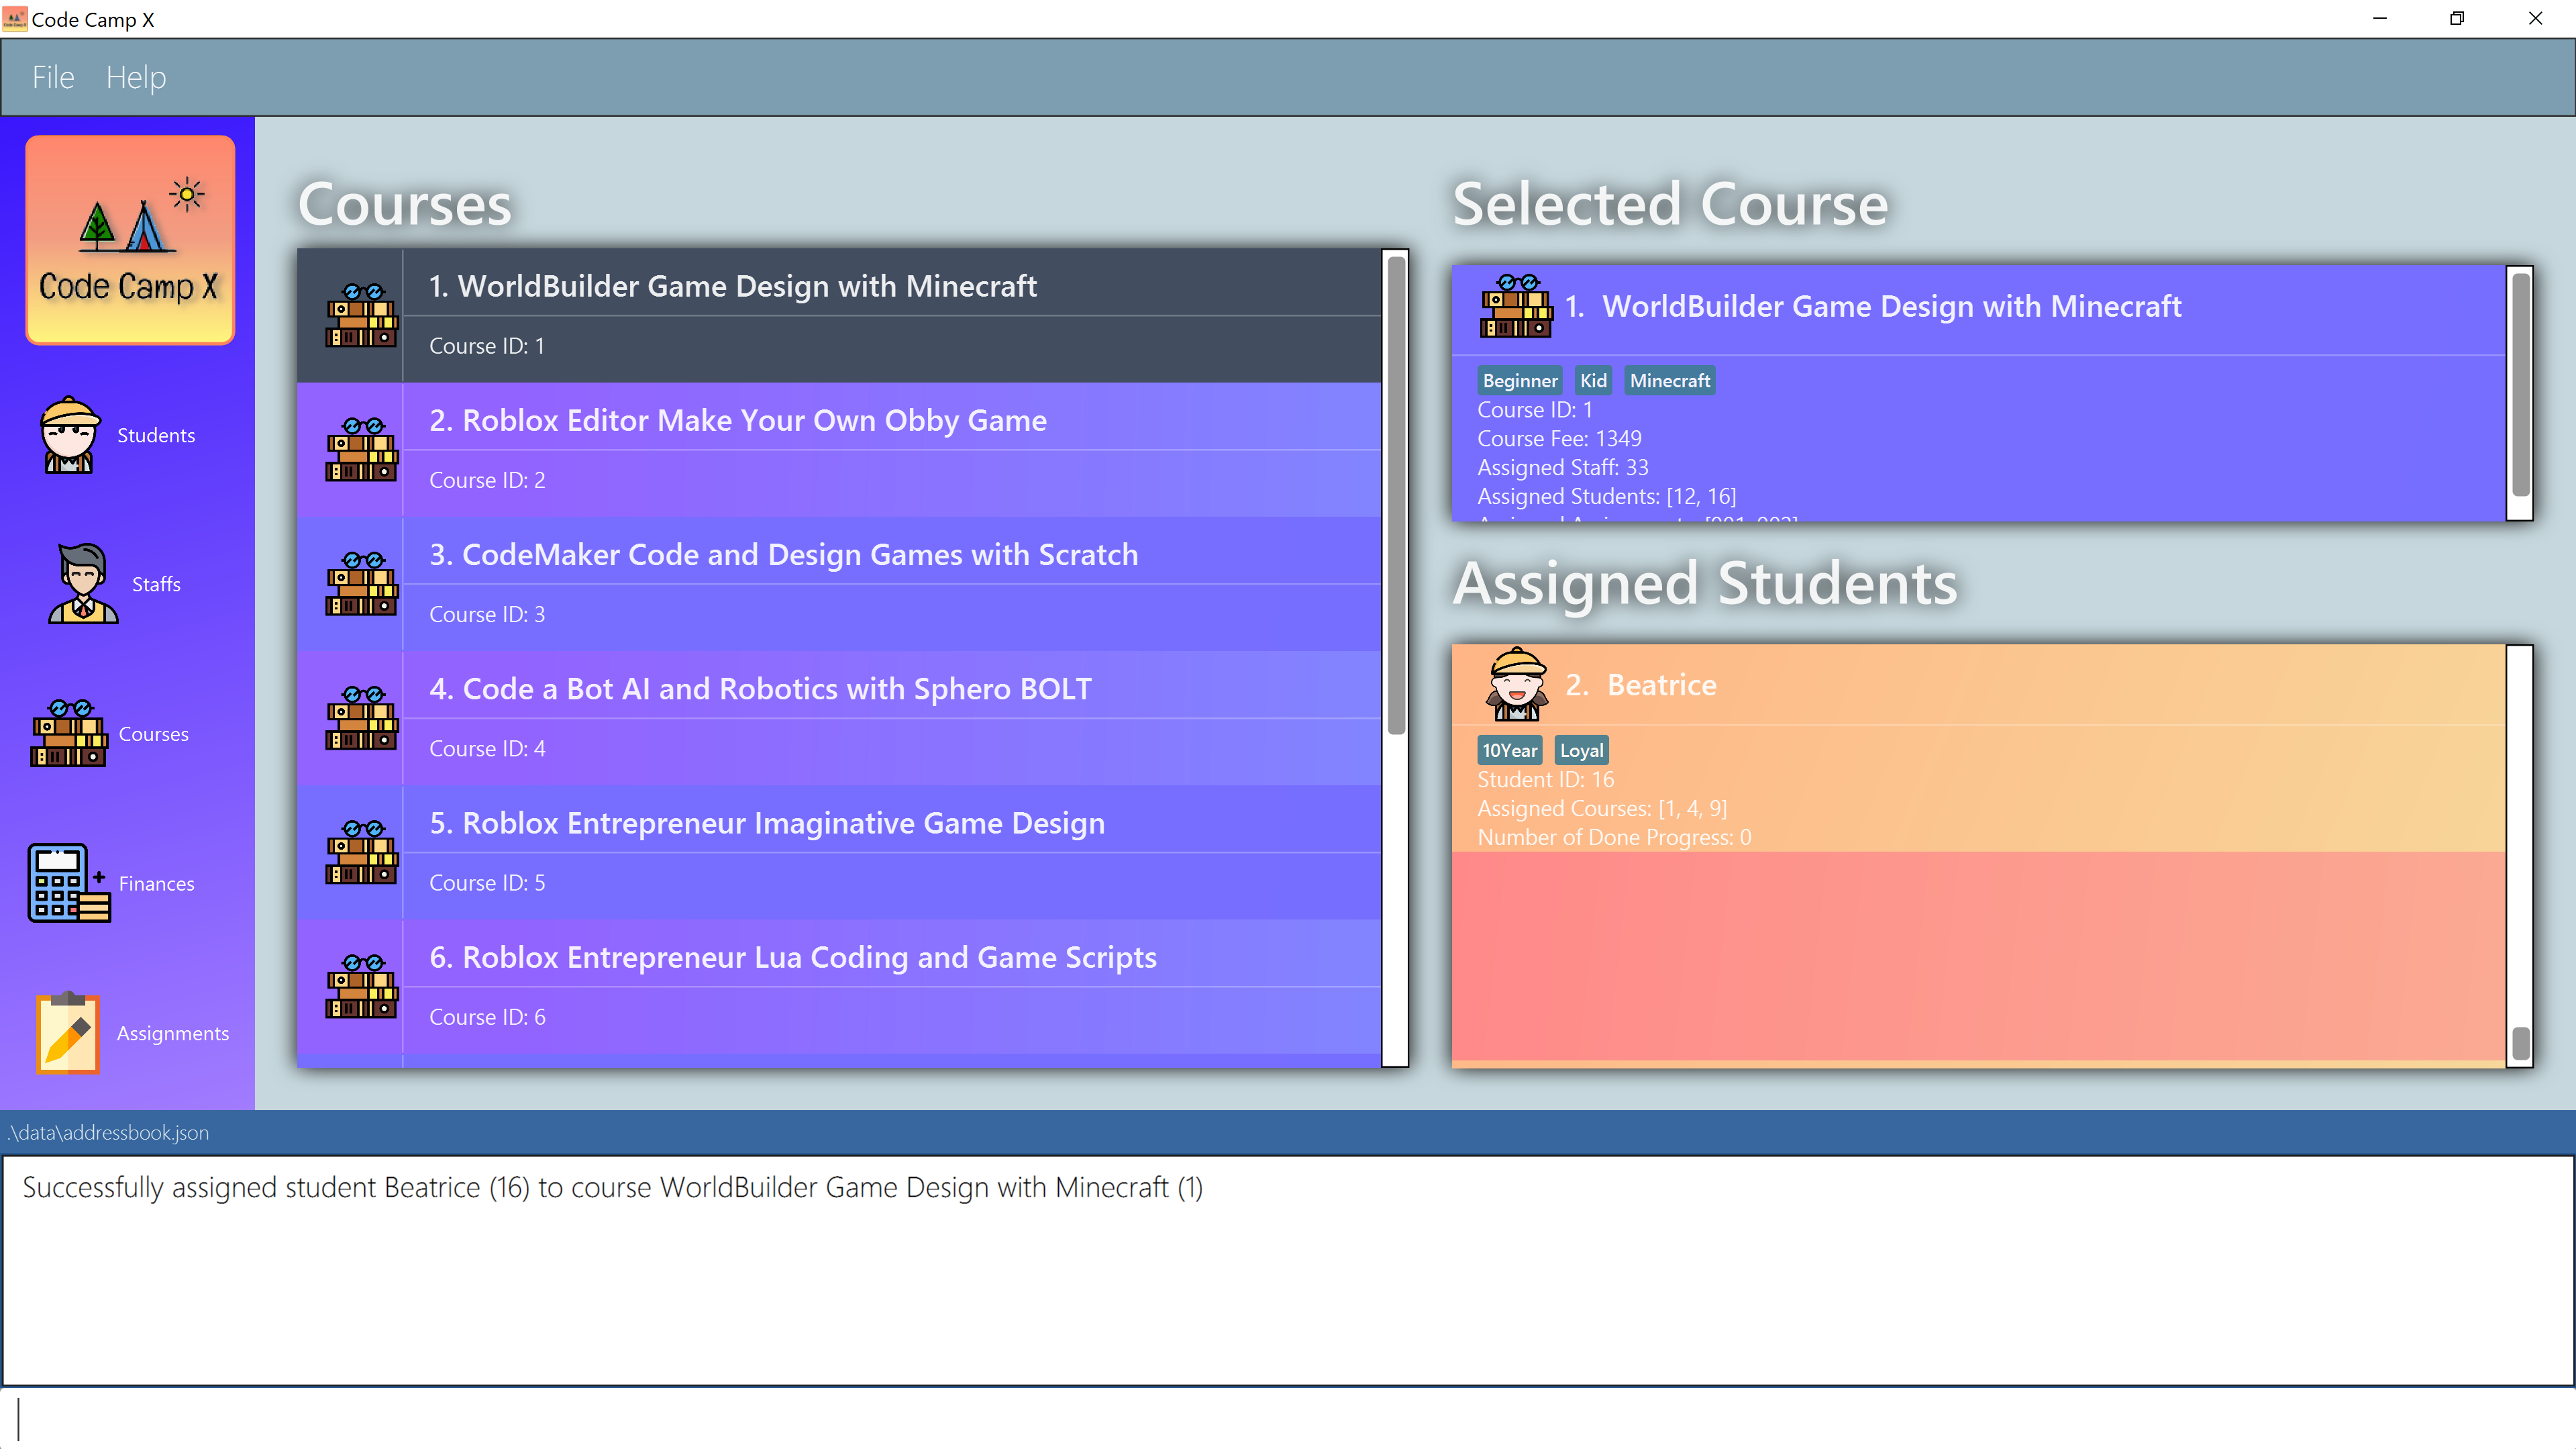 Code Camp X
File Help
Code Camp X
Students
Staffs
Courses
Finances
Assignments
Courses
1. WorldBuilder Game Design with Minecraft
Course ID: 1
2. Roblox Editor Make Your Own Obby Game
Course ID: 2
3. CodeMaker Code and Design Games with Scratch
Course ID: 3
4. Code a Bot AI and Robotics with Sphero BOLT
Course ID: 4
5. Roblox Entrepreneur Imaginative Game Design
Course ID: 5
6. Roblox Entrepreneur Lua Coding and Game Scripts
Course ID: 6
Selected Course
1. WorldBuilder Game Design with Minecraft
Beginner Kid Minecraft
Course ID: 1
Course Fee: 1349
Assigned Staff: 33
Assigned Students: [12, 16]
Assigned Students
2. Beatrice
10Year Loyal
Student ID: 16
Assigned Courses: [1, 4, 9]
Number of Done Progress: 0
.\data\addressbook.json
Successfully assigned student Beatrice (16) to course WorldBuilder Game Design with Minecraft (1)